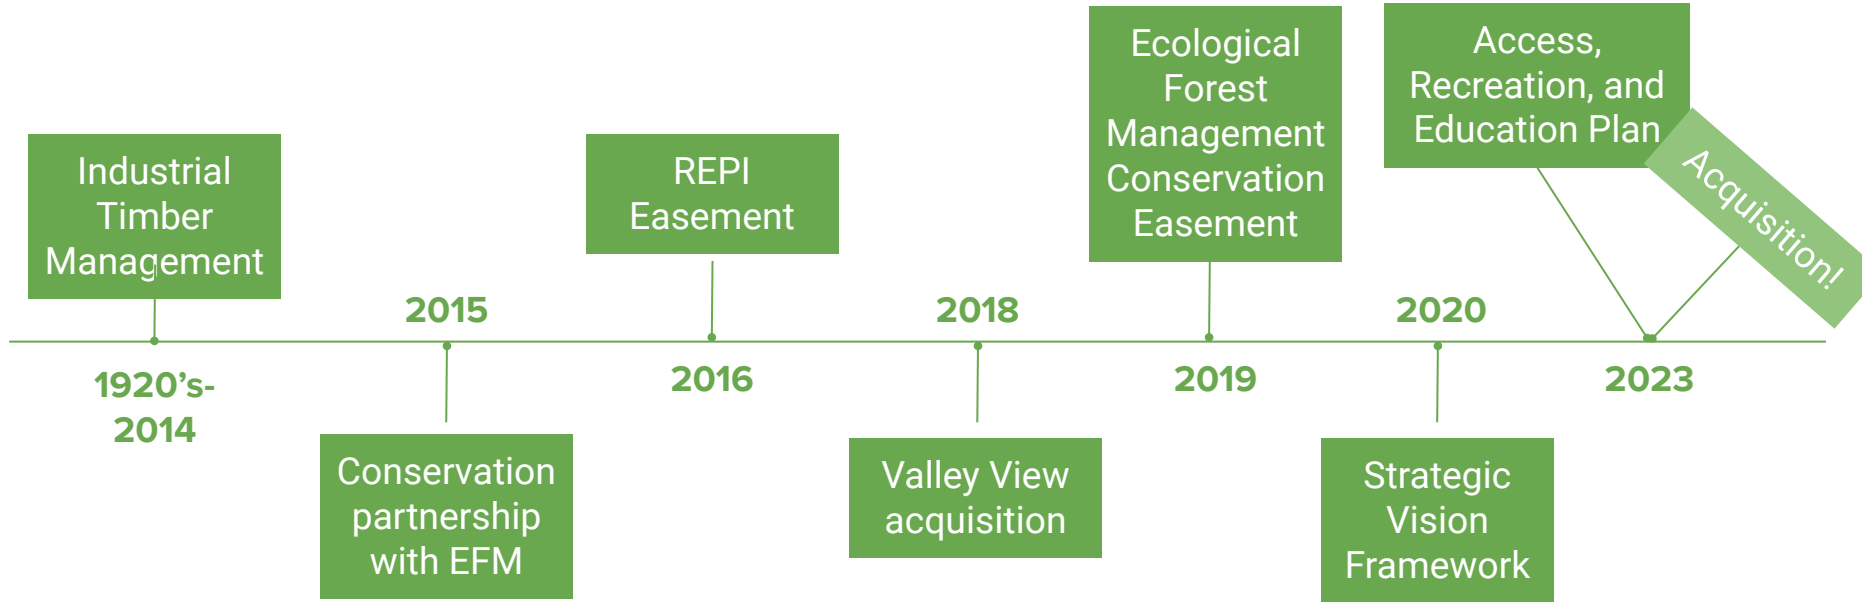 Industrial
Timber
Management
1920’s-
2014
2015
Conservation
partnership
with EFM
REPI
Easement
2016
2018
Valley View
acquisition
Ecological
Forest
Management
Conservation
Easement
2019
2020
Strategic
Vision
Framework
Access,
Recreation, and
Education Plan
Acquisition!
2023